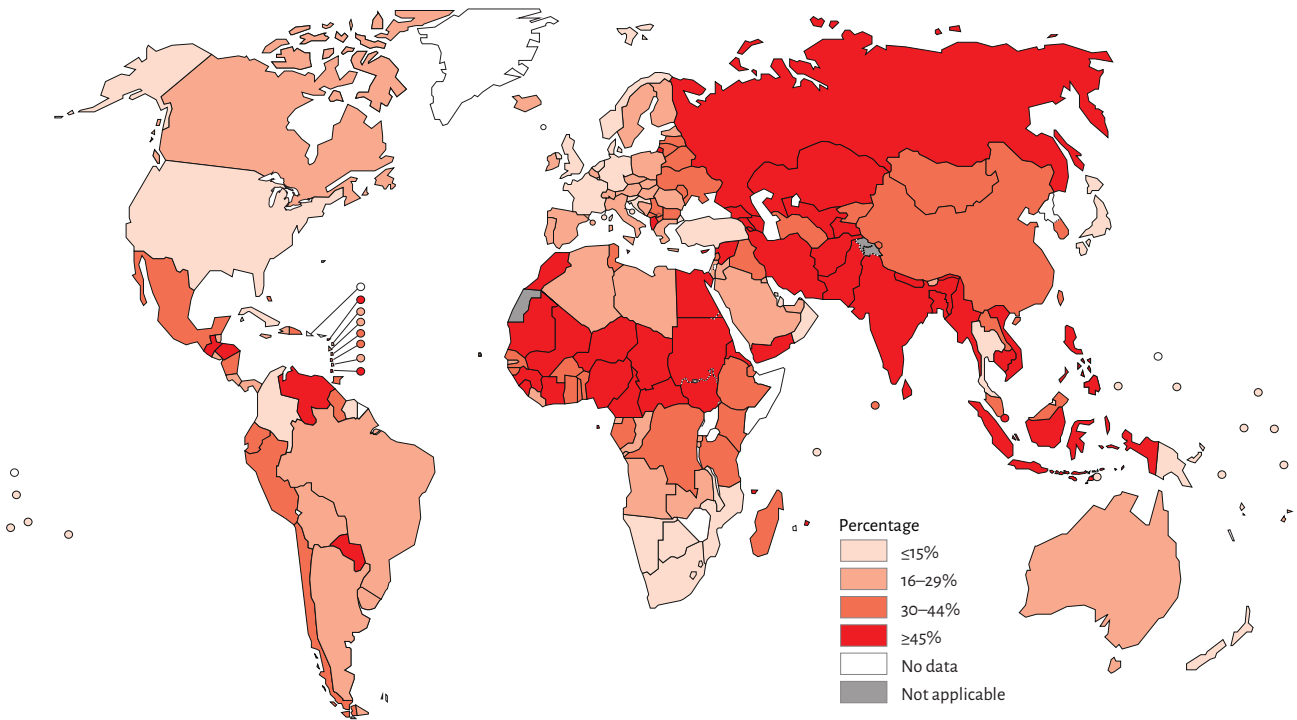 Percentage
≤15%
16–29%
30–44%
≥45%
No data
Not applicable